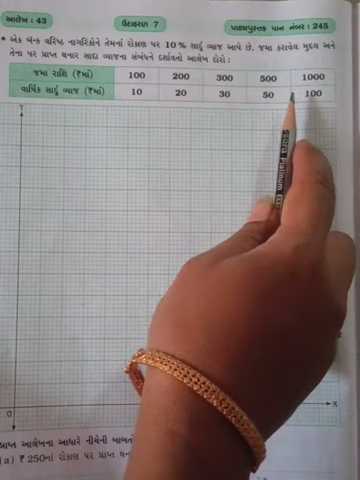 આલેખ : 43 ઉદાહરણ 7 પાઠ્યપુસ્તક પાન નંબર : 245
* એક બૅન્ક વરિષ્ઠ નાગરિકોને તેમનાં રોકાણ પર 10 % સાદું વ્યાજ આપે છે. જમા કરાવેલ મુદ્દલ અને
તેના પર પ્રાપ્ત થનાર સાદા વ્યાજના સંબંધને દર્શાવતો આલેખ દોરો :
જમા રાશિ (₹માં) 100 200 300 500 1000
વાર્ષિક સાદું વ્યાજ (₹માં) 10 20 30 50 100
Y
Platinum
O X
પ્રાપ્ત આલેખના આધારે નીચેની બાબતો
(a) ₹ 250નાં રોકાણ પર પ્રાપ્ત